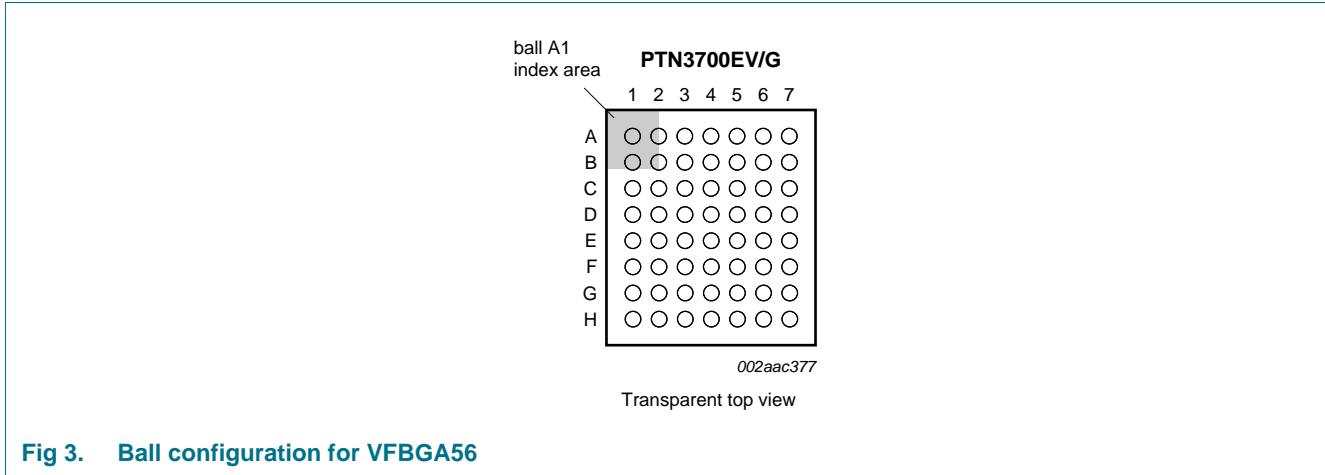 ball A1
index area
PTN3700EV/G
1 2 3 4 5 6 7
A
B
C
D
E
F
G
H
002aac377
Transparent top view
Fig 3. Ball configuration for VFBGA56